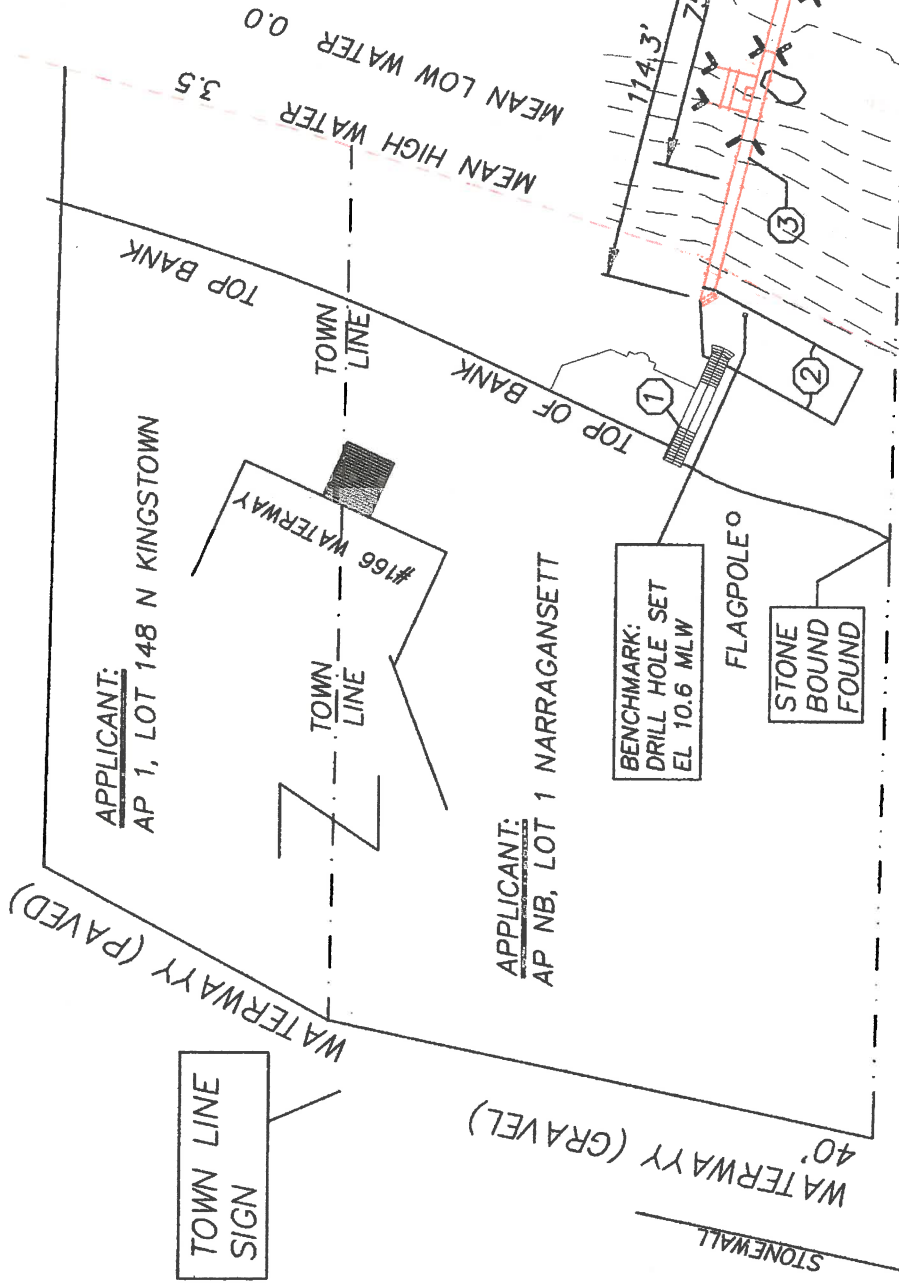 MEAN LOW WATER 0.0
MEAN HIGH WATER 3.5
114.3'
TOP BANK
TOWN
LINE
TOP OF BANK
1
2
3
APPLICANT:
AP 1, LOT 148 N KINGSTOWN
#166 WATERWAY
TOWN
LINE
APPLICANT:
AP NB, LOT 1 NARRAGANSETT
BENCHMARK:
DRILL HOLE SET
EL 10.6 MLW
FLAGPOLE
STONE
BOUND
FOUND
WATERWAYY (PAVED)
TOWN LINE
SIGN
WATERWAYY (GRAVEL)
40'
STONEWALL